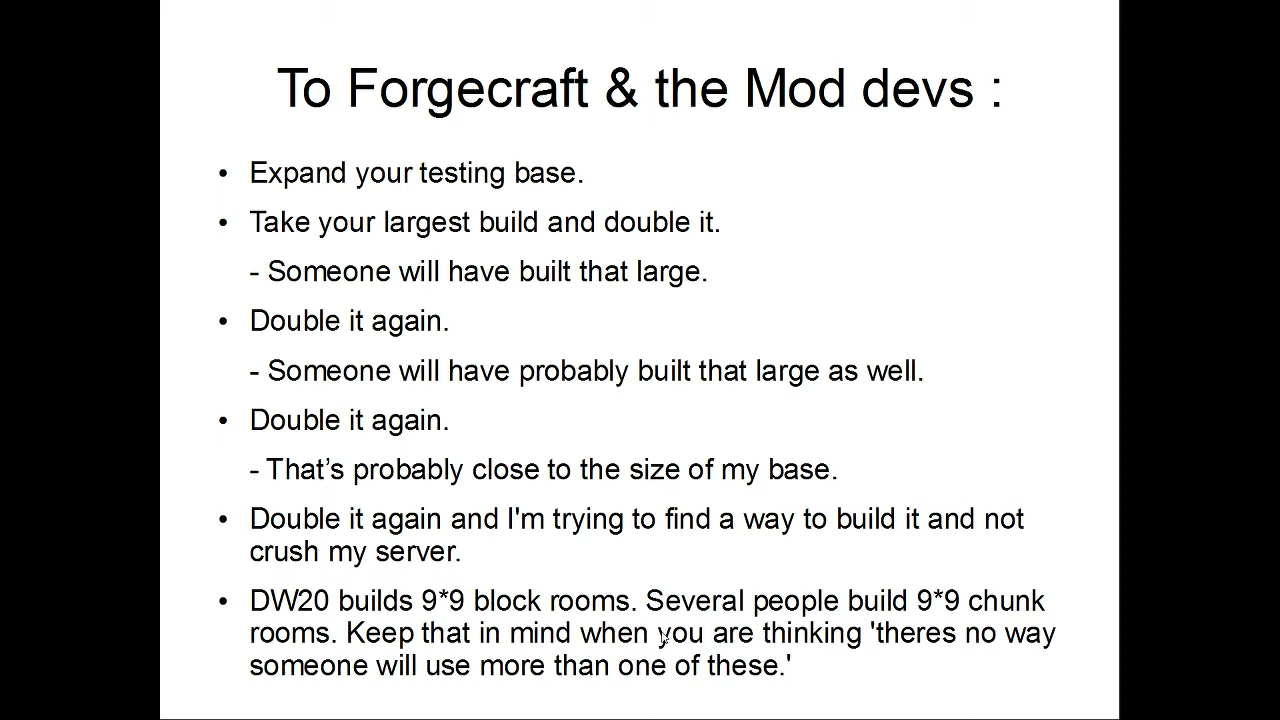 To Forgecraft & the Mod devs :
• Expand your testing base.
• Take your largest build and double it.
- Someone will have built that large.
• Double it again.
- Someone will have probably built that large as well.
• Double it again.
- That’s probably close to the size of my base.
• Double it again and I'm trying to find a way to build it and not
crush my server.
• DW20 builds 9*9 block rooms. Several people build 9*9 chunk
rooms. Keep that in mind when you are thinking 'theres no way
someone will use more than one of these.'